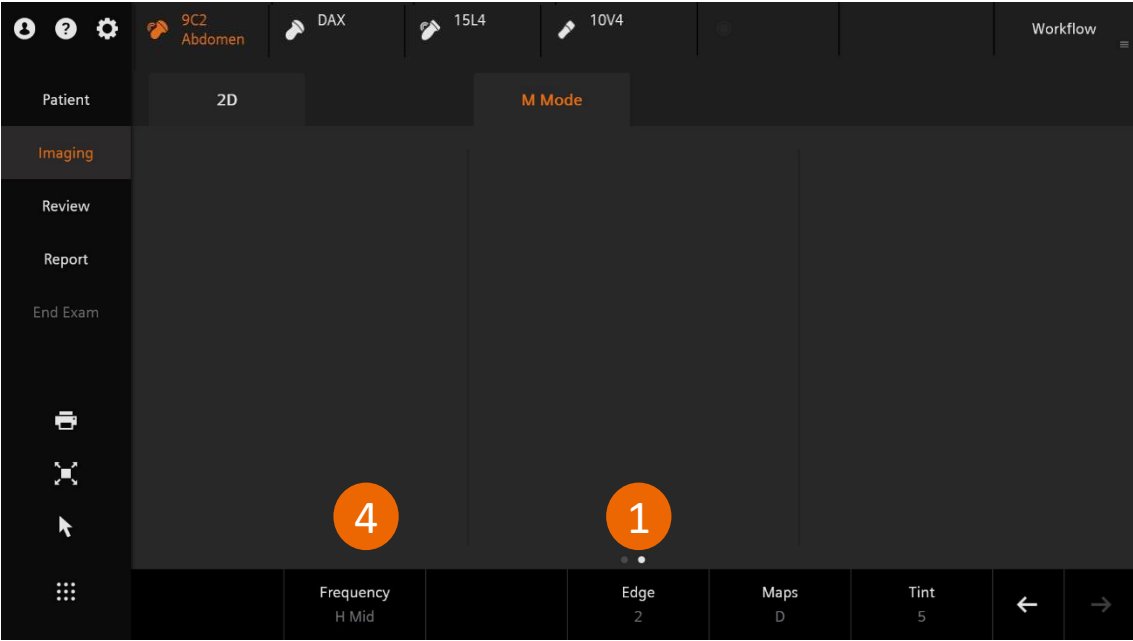 9C2
Abdomen
DAX
15L4
10V4
Workflow
Patient
2D
M Mode
Imaging
Review
Report
End Exam
4
1
Frequency
H Mid
Edge
2
Maps
D
Tint
5